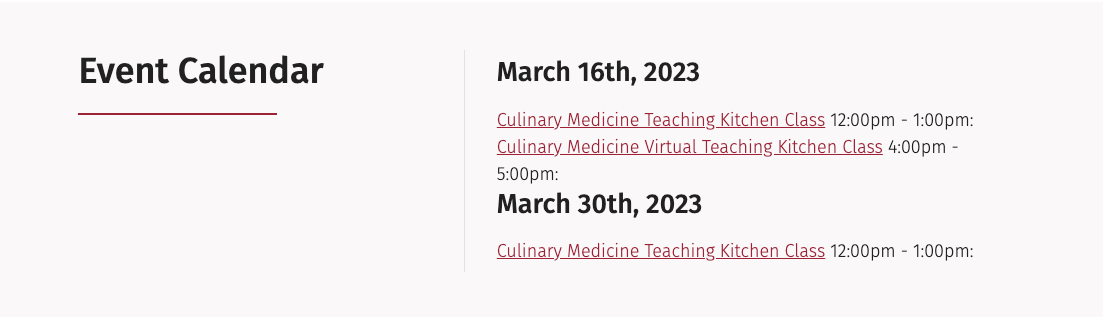 Event Calendar
March 16th, 2023
Culinary Medicine Teaching Kitchen Class 12:00pm - 1:00pm:
Culinary Medicine Virtual Teaching Kitchen Class 4:00pm -
5:00pm:
March 30th, 2023
Culinary Medicine Teaching Kitchen Class 12:00pm - 1:00pm: